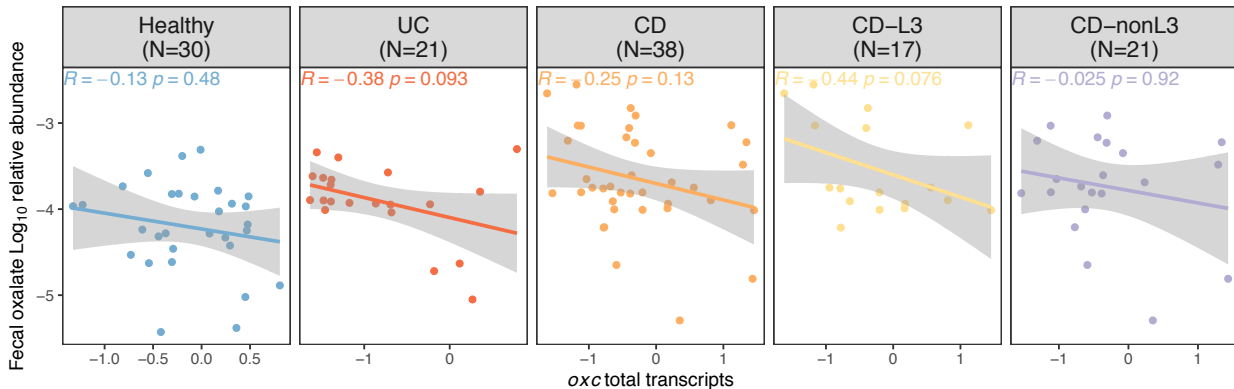 Healthy
(N=30)
UC
(N=21)
CD
(N=38)
CD−L3
(N=17)
CD−nonL3
(N=21)
R = −0.13 p = 0.48
R = −0.38 p = 0.093
R = −0.25 p = 0.13
R = −0.44 p = 0.076
R = −0.025 p = 0.92
Fecal oxalate Log10 relative abundance
−3
−4
−5
−1.0 −0.5 0.0 0.5
−1 0
−1 0 1
−1 0 1
−1 0 1
oxc total transcripts